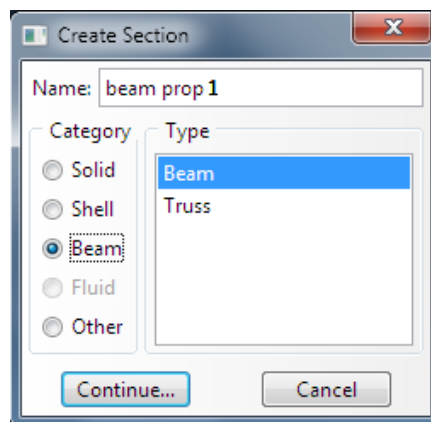 Create Section
Name: beam prop 1
Category Type
Solid Beam
Shell Truss
Beam
Fluid
Other
Continue... Cancel